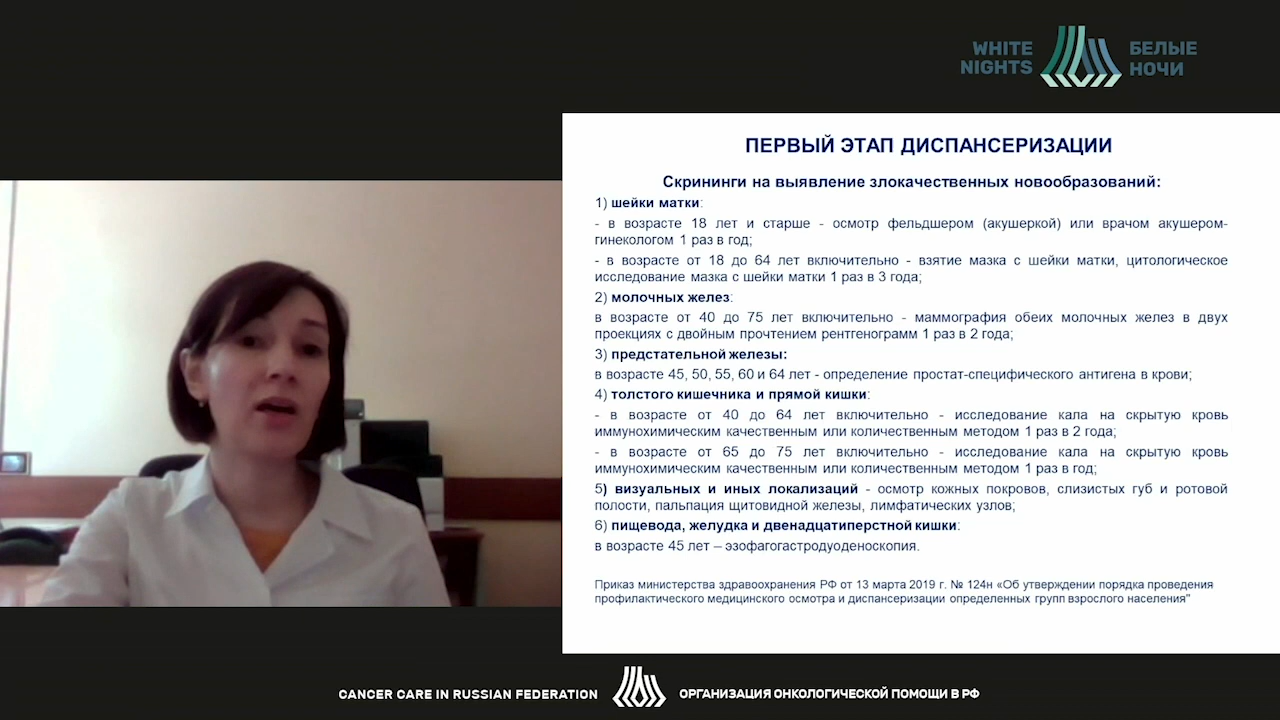 WHITE
NIGHTS
БЕЛЫЕ
НОЧИ
ПЕРВЫЙ ЭТАП ДИСПАНСЕРИЗАЦИИ
Скрининги на выявление злокачественных новообразований:
1) шейки матки:
- в возрасте 18 лет и старше - осмотр фельдшером (акушеркой) или врачом акушером-
гинекологом 1 раз в год;
- в возрасте от 18 до 64 лет включительно - взятие мазка с шейки матки, цитологическое
исследование мазка с шейки матки 1 раз в 3 года;
2) молочных желез:
в возрасте от 40 до 75 лет включительно - маммография обеих молочных желез в двух
проекциях с двойным прочтением рентгенограмм 1 раз в 2 года;
3) предстательной железы:
в возрасте 45, 50, 55, 60 и 64 лет - определение простат-специфического антигена в крови;
4) толстого кишечника и прямой кишки:
- в возрасте от 40 до 64 лет включительно - исследование кала на скрытую кровь
иммунохимическим качественным или количественным методом 1 раз в 2 года;
- в возрасте от 65 до 75 лет включительно - исследование кала на скрытую кровь
иммунохимическим качественным или количественным методом 1 раз в год;
5) визуальных и иных локализаций - осмотр кожных покровов, слизистых губ и ротовой
полости, пальпация щитовидной железы, лимфатических узлов;
6) пищевода, желудка и двенадцатиперстной кишки:
в возрасте 45 лет – эзофагогастродуоденоскопия.
Приказ министерства здравоохранения РФ от 13 марта 2019 г. № 124н «Об утверждении порядка проведения
профилактического медицинского осмотра и диспансеризации определенных групп взрослого населения"
CANCER CARE IN RUSSIAN FEDERATION
ОРГАНИЗАЦИЯ ОНКОЛОГИЧЕСКОЙ ПОМОЩИ В РФ